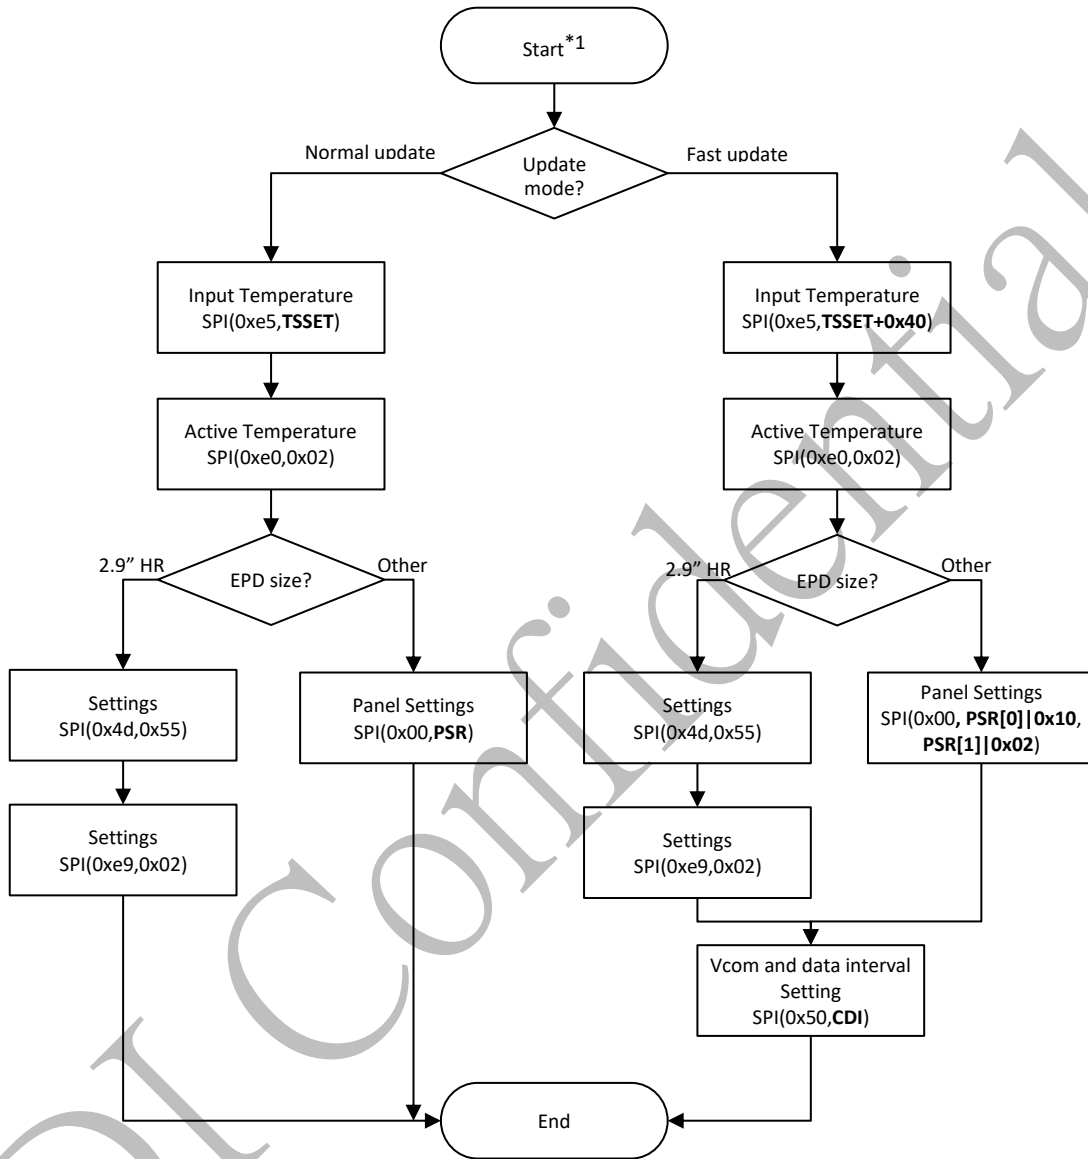 Start*1
Normal update
Fast update
Update
mode?
Input Temperature
SPI(0xe5,TSSET)
Input Temperature
SPI(0xe5,TSSET+0x40)
Active Temperature
SPI(0xe0,0x02)
Active Temperature
SPI(0xe0,0x02)
2.9” HR
EPD size?
Other
2.9” HR
EPD size?
Other
Settings
SPI(0x4d,0x55)
Panel Settings
SPI(0x00,PSR)
Settings
SPI(0x4d,0x55)
Panel Settings
SPI(0x00, PSR[0]|0x10,
PSR[1]|0x02)
Settings
SPI(0xe9,0x02)
Settings
SPI(0xe9,0x02)
Vcom and data interval
Setting
SPI(0x50,CDI)
End
DI Confidential